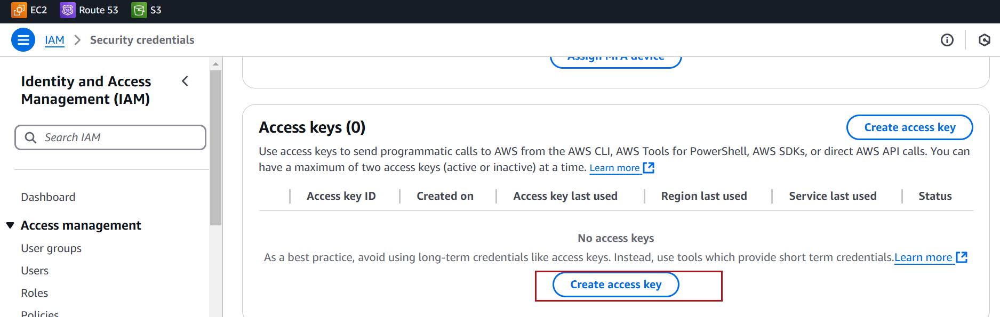 EC2 Route 53 S3
IAM Security credentials
Assign MFA device
Identity and Access
Management (IAM)
Search IAM
Dashboard
Access management
User groups
Users
Roles
Policies
Access keys (0)
Create access key
Use access keys to send programmatic calls to AWS from the AWS CLI, AWS Tools for PowerShell, AWS SDKs, or direct AWS API calls. You can
have a maximum of two access keys (active or inactive) at a time. Learn more
Access key ID Created on Access key last used Region last used Service last used Status
No access keys
As a best practice, avoid using long-term credentials like access keys. Instead, use tools which provide short term credentials.Learn more
Create access key